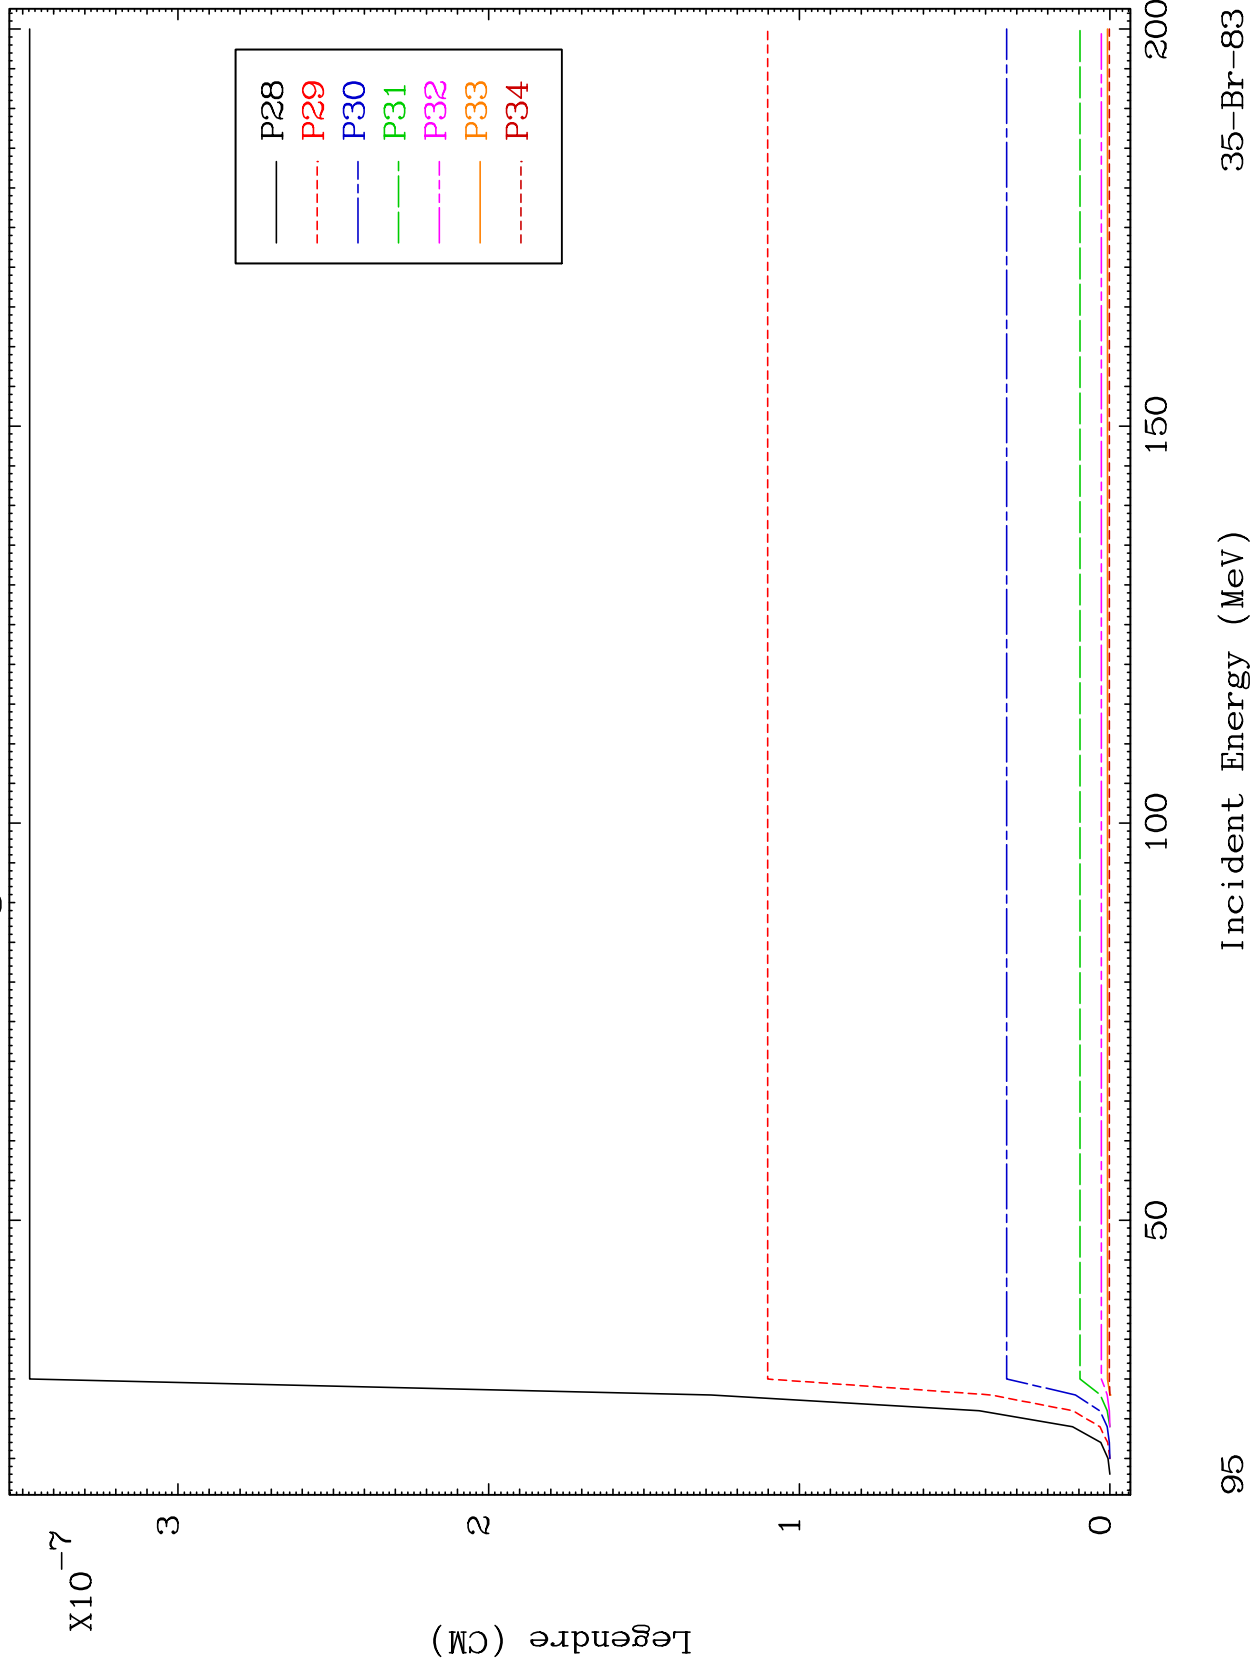 X10
-7
3
2
1
0
Legendre (CM)
P28
P29
P30
P31
P32
P33
P34
50
100
150
200
Incident Energy (MeV)
95
35-Br-83